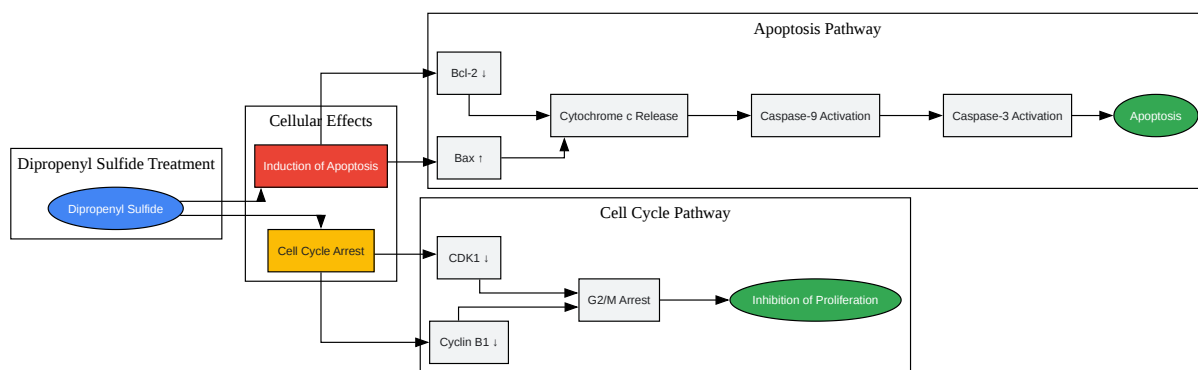 Dipropenyl Sulfide Treatment
Dipropenyl Sulfide
Cellular Effects
Induction of Apoptosis
Cell Cycle Arrest
Apoptosis Pathway
Bcl-2 ↓
Bax ↑
Cytochrome c Release
Caspase-9 Activation
Caspase-3 Activation
Apoptosis
Cell Cycle Pathway
CDK1 ↓
Cyclin B1 ↓
G2/M Arrest
Inhibition of Proliferation